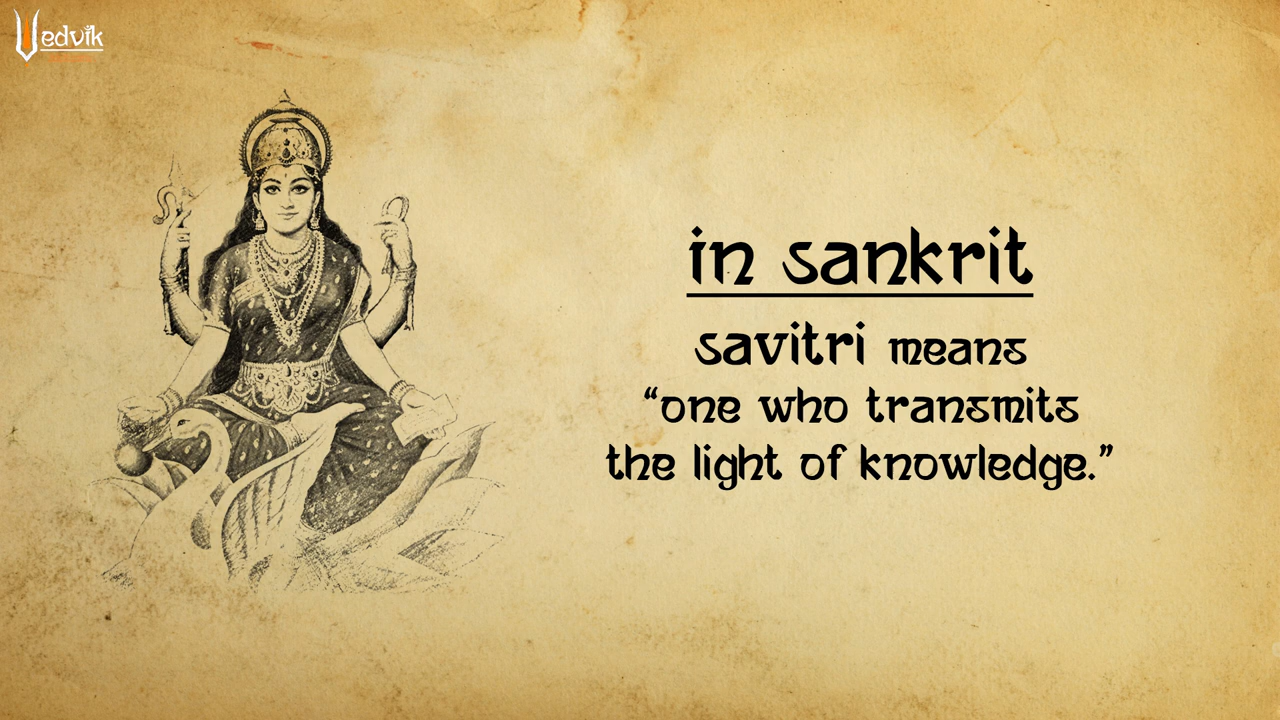 Vedvik
in sankrit
savitri means
“one who transmits
the light of knowledge.”